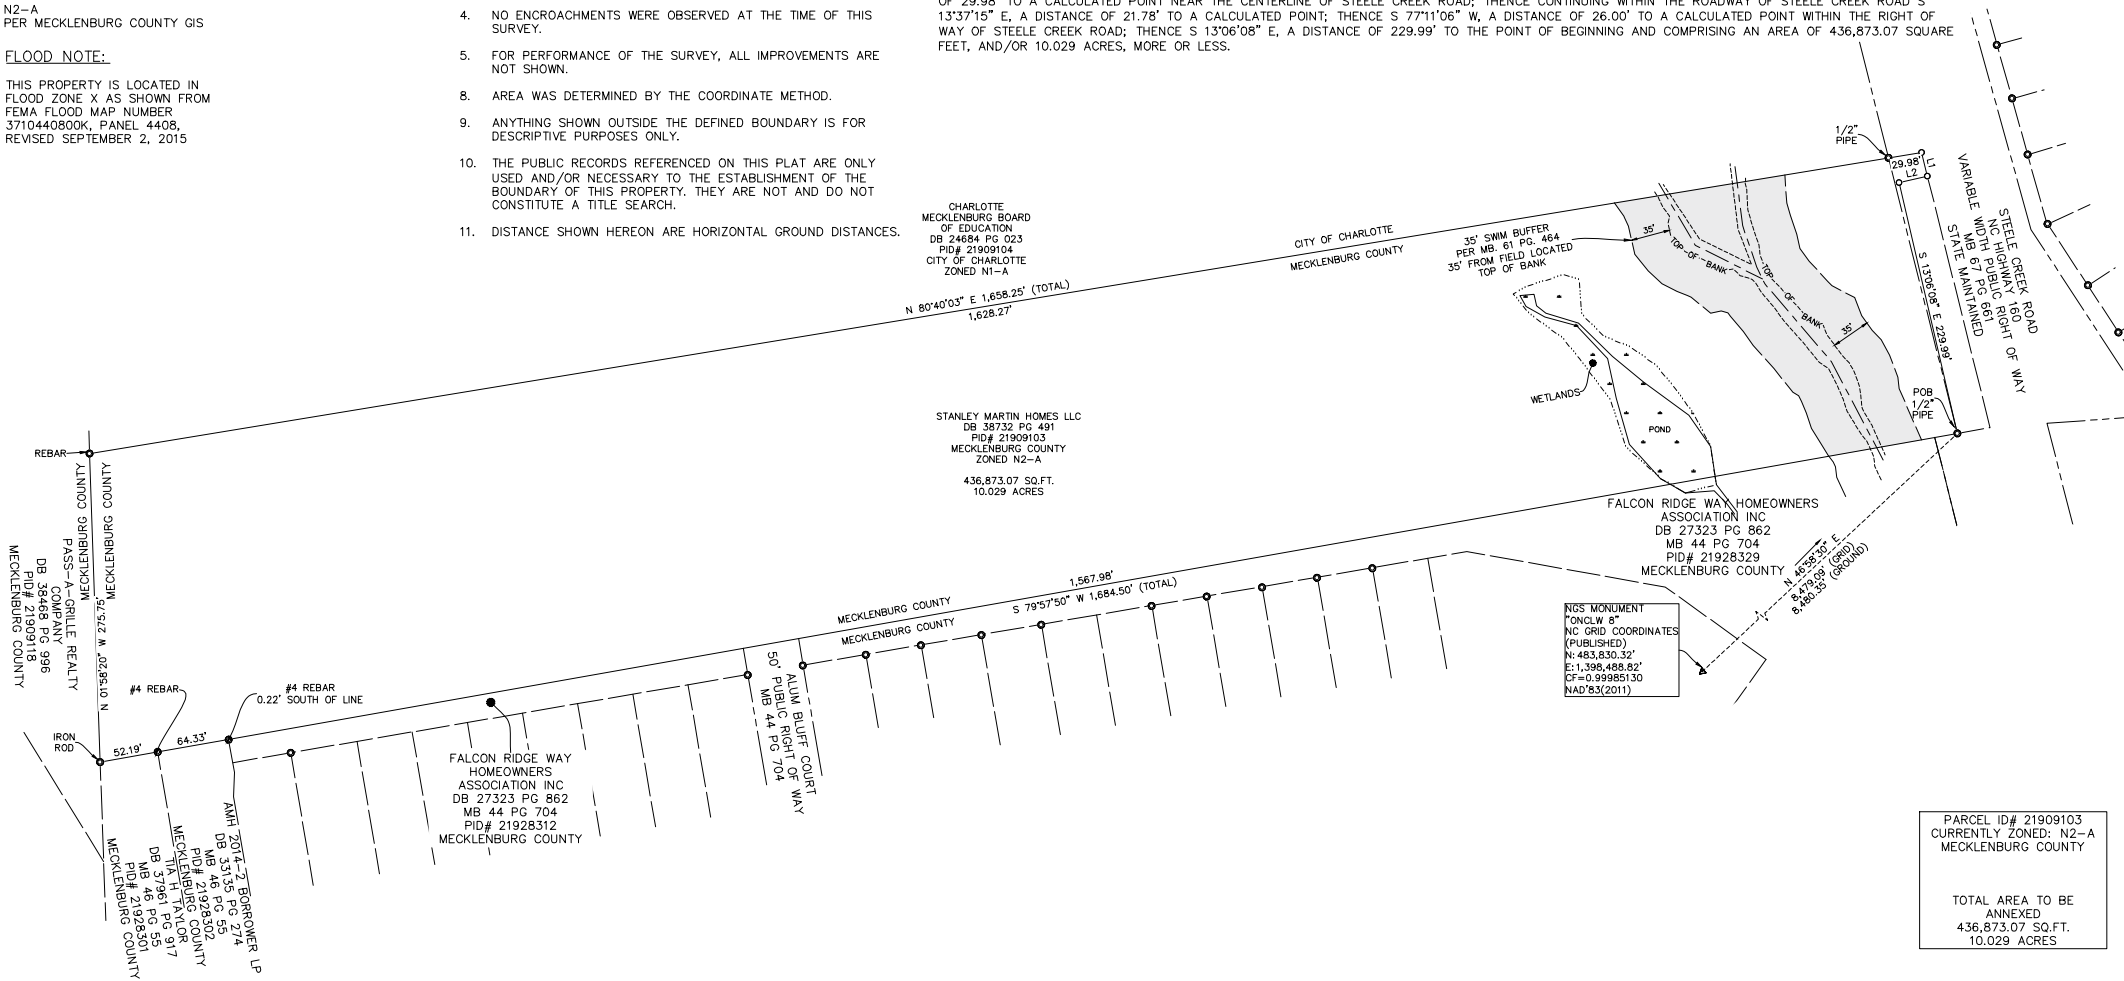 N2-A
PER MECKLENBURG COUNTY GIS
FLOOD NOTE:
THIS PROPERTY IS LOCATED IN
FLOOD ZONE X AS SHOWN FROM
FEMA FLOOD MAP NUMBER
3710440800K, PANEL 4408,
REVISED SEPTEMBER 2, 2015
4. NO ENCROACHMENTS WERE OBSERVED AT THE TIME OF THIS
SURVEY.
5. FOR PERFORMANCE OF THE SURVEY, ALL IMPROVEMENTS ARE
NOT SHOWN.
8. AREA WAS DETERMINED BY THE COORDINATE METHOD.
9. ANYTHING SHOWN OUTSIDE THE DEFINED BOUNDARY IS FOR
DESCRIPTIVE PURPOSES ONLY.
10. THE PUBLIC RECORDS REFERENCED ON THIS PLAT ARE ONLY
USED AND/OR NECESSARY TO THE ESTABLISHMENT OF THE
BOUNDARY OF THIS PROPERTY. THEY ARE NOT AND DO NOT
CONSTITUTE A TITLE SEARCH.
11. DISTANCE SHOWN HEREON ARE HORIZONTAL GROUND DISTANCES.
OF 29.98' TO A CALCULATED POINT NEAR THE CENTERLINE OF STEELE CREEK ROAD; THENCE CONTINUING WITHIN THE ROADWAY OF STEELE CREEK ROAD S
13°37'15" E, A DISTANCE OF 21.78' TO A CALCULATED POINT; THENCE S 77°11'06" W, A DISTANCE OF 26.00' TO A CALCULATED POINT WITHIN THE RIGHT OF
WAY OF STEELE CREEK ROAD; THENCE S 13°06'08" E, A DISTANCE OF 229.99' TO THE POINT OF BEGINNING AND COMPRISING AN AREA OF 436,873.07 SQUARE
FEET, AND/OR 10.029 ACRES, MORE OR LESS.
CHARLOTTE
MECKLENBURG BOARD
OF EDUCATION
DB 24684 PG 023
PID# 21909104
CITY OF CHARLOTTE
ZONED N1-A
N 80°40'03" E 1,658.25' (TOTAL)
1,628.27'
CITY OF CHARLOTTE
MECKLENBURG COUNTY
35' SWIM BUFFER
PER MB. 61 PG. 464
35' FROM FIELD LOCATED
TOP OF BANK
35'
TOP OF BANK
TOP OF BANK
35'
1/2"
PIPE
29.98'
L1
L2
S 13°06'08" E 229.99'
STEELE CREEK ROAD
NC HIGHWAY 160
VARIABLE WIDTH PUBLIC RIGHT OF WAY
MB 67 PG 661
STATE MAINTAINED
WETLANDS
POND
POB
1/2"
PIPE
STANLEY MARTIN HOMES LLC
DB 38732 PG 491
PID# 21909103
MECKLENBURG COUNTY
ZONED N2-A
436,873.07 SQ.FT.
10.029 ACRES
REBAR
MECKLENBURG COUNTY
MECKLENBURG COUNTY
N 01°58'20" W 275.75'
PASS-A-GRILLE REALTY
COMPANY
DB 38468 PG 996
PID# 21909118
MECKLENBURG COUNTY
IRON
ROD
52.19'
#4 REBAR
64.33'
#4 REBAR
0.22' SOUTH OF LINE
FALCON RIDGE WAY
HOMEOWNERS
ASSOCIATION INC
DB 27323 PG 862
MB 44 PG 704
PID# 21928312
MECKLENBURG COUNTY
ALUM BLUFF COURT
50' PUBLIC RIGHT OF WAY
MB 44 PG 704
MECKLENBURG COUNTY
MECKLENBURG COUNTY
1,567.98'
S 79°57'50" W 1,684.50' (TOTAL)
FALCON RIDGE WAY HOMEOWNERS
ASSOCIATION INC
DB 27323 PG 862
MB 44 PG 704
PID# 21928329
MECKLENBURG COUNTY
N 46°58'30" E
8,479.09' (GRID)
8,480.35' (GROUND)
NGS MONUMENT
"ONCLW 8"
NC GRID COORDINATES
(PUBLISHED)
N: 483,830.32'
E: 1,398,488.82'
CF=0.99985130
NAD'83(2011)
AMH 2014-2 BORROWER LP
DB 33135 PG 274
MB 46 PG 55
PID# 21928302
MECKLENBURG COUNTY
TIA H TAYLOR
DB 37961 PG 917
MB 46 PG 55
PID# 21928301
MECKLENBURG COUNTY
PARCEL ID# 21909103
CURRENTLY ZONED: N2-A
MECKLENBURG COUNTY
TOTAL AREA TO BE
ANNEXED
436,873.07 SQ.FT.
10.029 ACRES